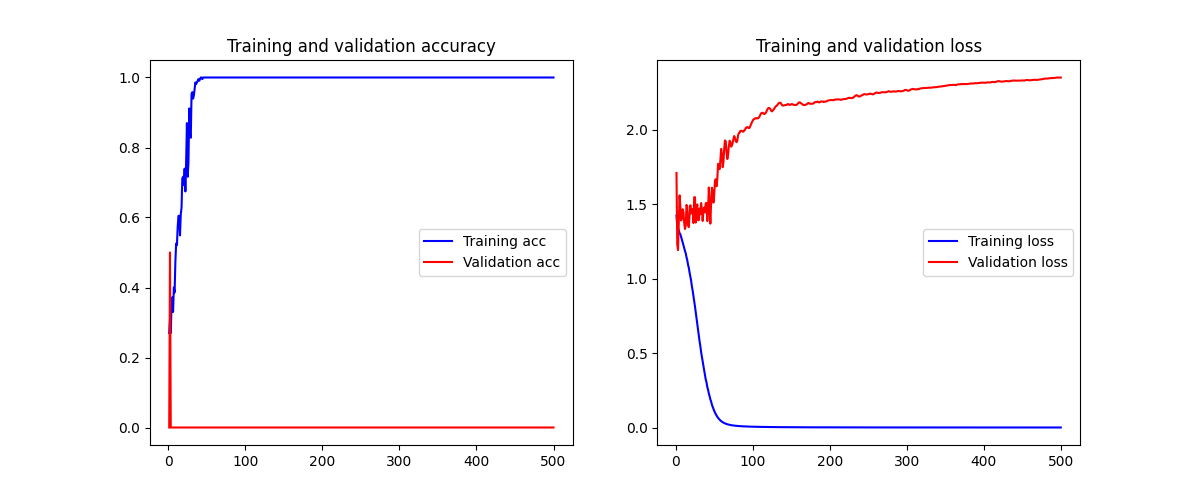 Training and validation accuracy
1.0
0.8
0.6
0.4
0.2
0.0
0 100 200 300 400 500
Training acc
Validation acc
Training and validation loss
2.0
1.5
1.0
0.5
0.0
0 100 200 300 400 500
Training loss
Validation loss